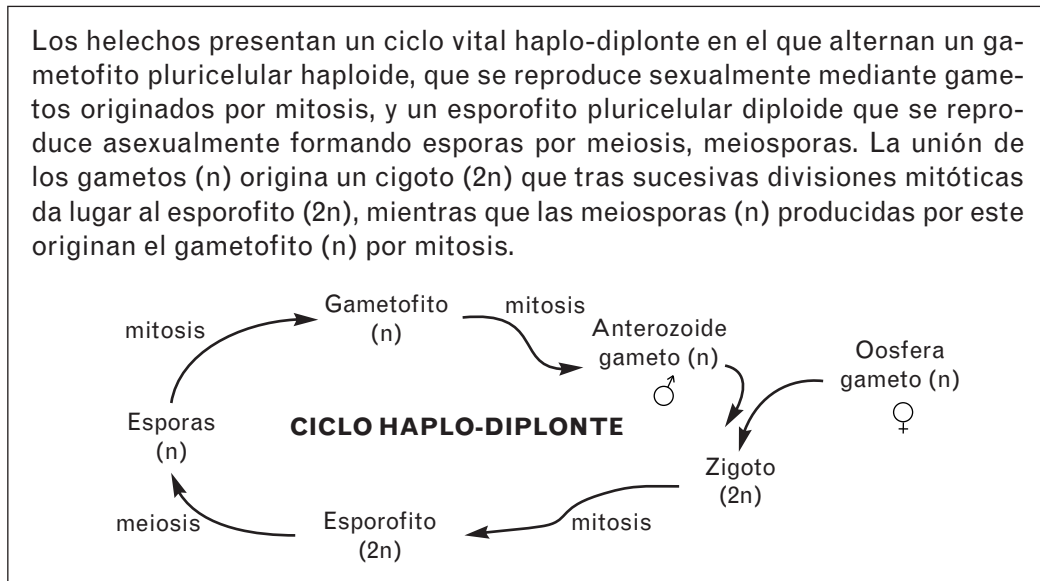 Los helechos presentan un ciclo vital haplo-diplonte en el que alternan un ga-
metofito pluricelular haploide, que se reproduce sexualmente mediante game-
tos originados por mitosis, y un esporofito pluricelular diploide que se repro-
duce asexualmente formando esporas por meiosis, meiosporas. La unión de
los gametos (n) origina un cigoto (2n) que tras sucesivas divisiones mitóticas
da lugar al esporofito (2n), mientras que las meiosporas (n) producidas por este
originan el gametofito (n) por mitosis.
mitosis
Gametofito
(n)
mitosis
Anterozoide
gameto (n)
♂
Oosfera
gameto (n)
♀
Esporas
(n)
CICLO HAPLO-DIPLONTE
Zigoto
(2n)
meiosis
Esporofito
(2n)
mitosis